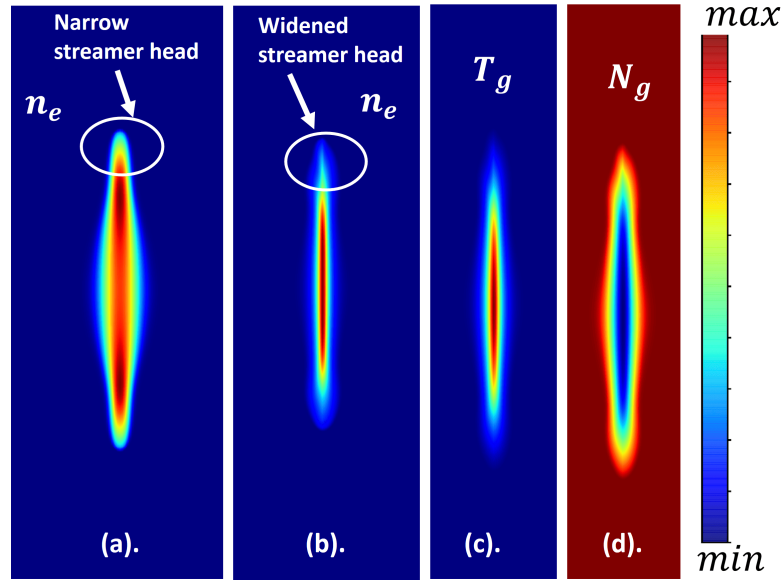 Narrow
streamer head
n_e
(a).
Widened
streamer head
n_e
(b).
T_g
(c).
N_g
(d).
max
min